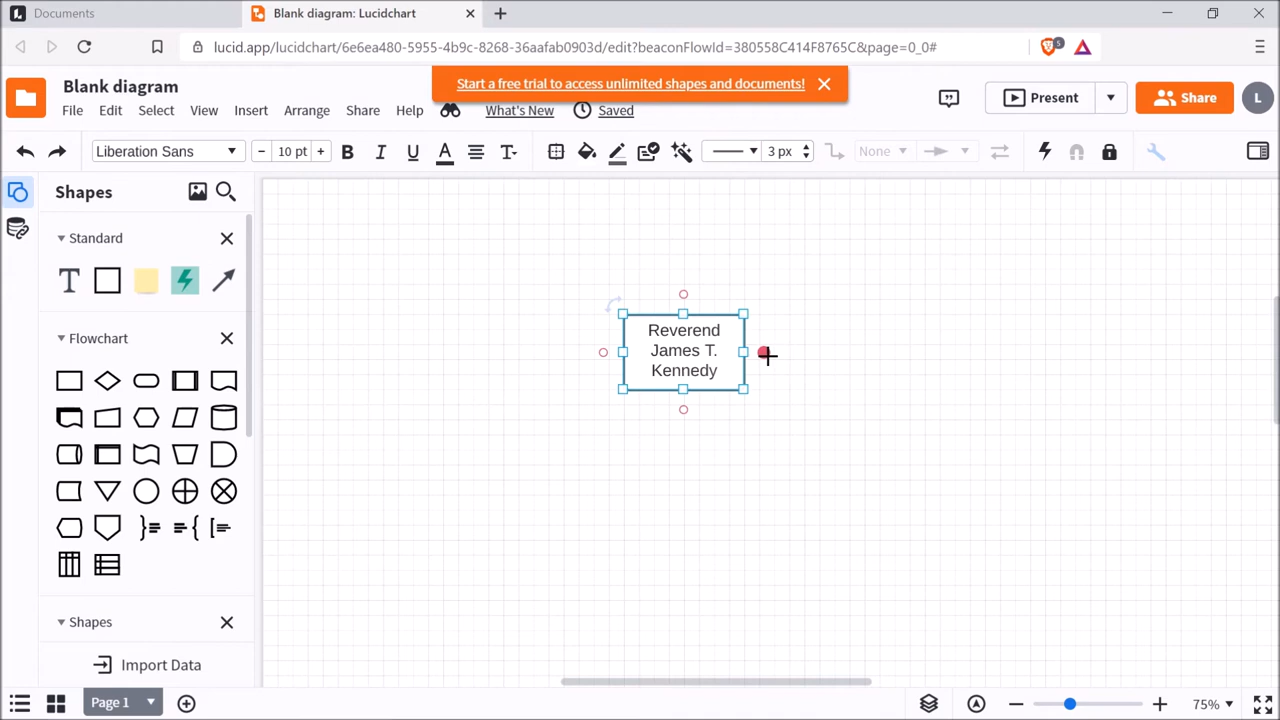 Documents
Blank diagram: Lucidchart
lucid.app/lucidchart/6e6ea480-5955-4b9c-8268-36aafab0903d/edit?beaconFlowId=380558C414F8765C&page=0_0#
5
Blank diagram
Start a free trial to access unlimited shapes and documents!
File Edit Select View Insert Arrange Share Help What's New Saved
Present
Share
L
Liberation Sans
10 pt
B I U A T
3 px
None
Shapes
Standard
T
Flowchart
Shapes
Import Data
Reverend
James T.
Kennedy
Page 1
75%